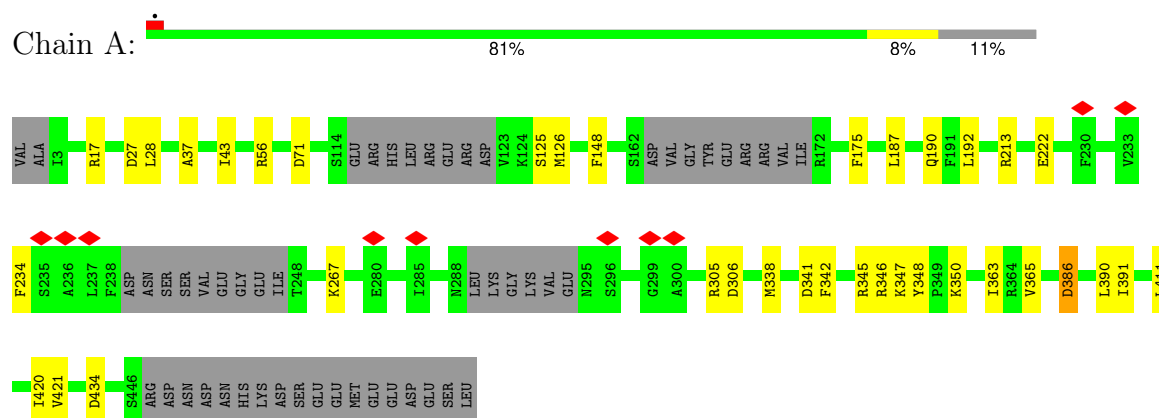 Chain A:
81% 8% 11%
VAL ALA I3 R17 D27 L28 A37 I43 R56 D71 S114 GLU ARG HIS LEU ARG GLU ARG ASP V123 K124 S125 M126 F148 S162 ASP VAL GLY TYR GLU ARG ARG VAL ILE R172 F175 L187 Q190 F191 L192 R213 E222 F230 V233
F234 S235 A236 L237 F238 ASP ASN SER SER VAL GLU GLY GLU ILE T248 K267 E280 I285 N288 LEU LYS GLY LYS VAL GLU N295 S296 G299 A300 R305 D306 M338 D341 F342 R345 R346 K347 Y348 P349 K350 I363 R364 V365 D386 L390 I391
I420 V421 D434 S446 ARG ASP ASN ASP ASN HIS LYS ASP SER GLU GLU MET GLU GLU ASP GLU SER LEU